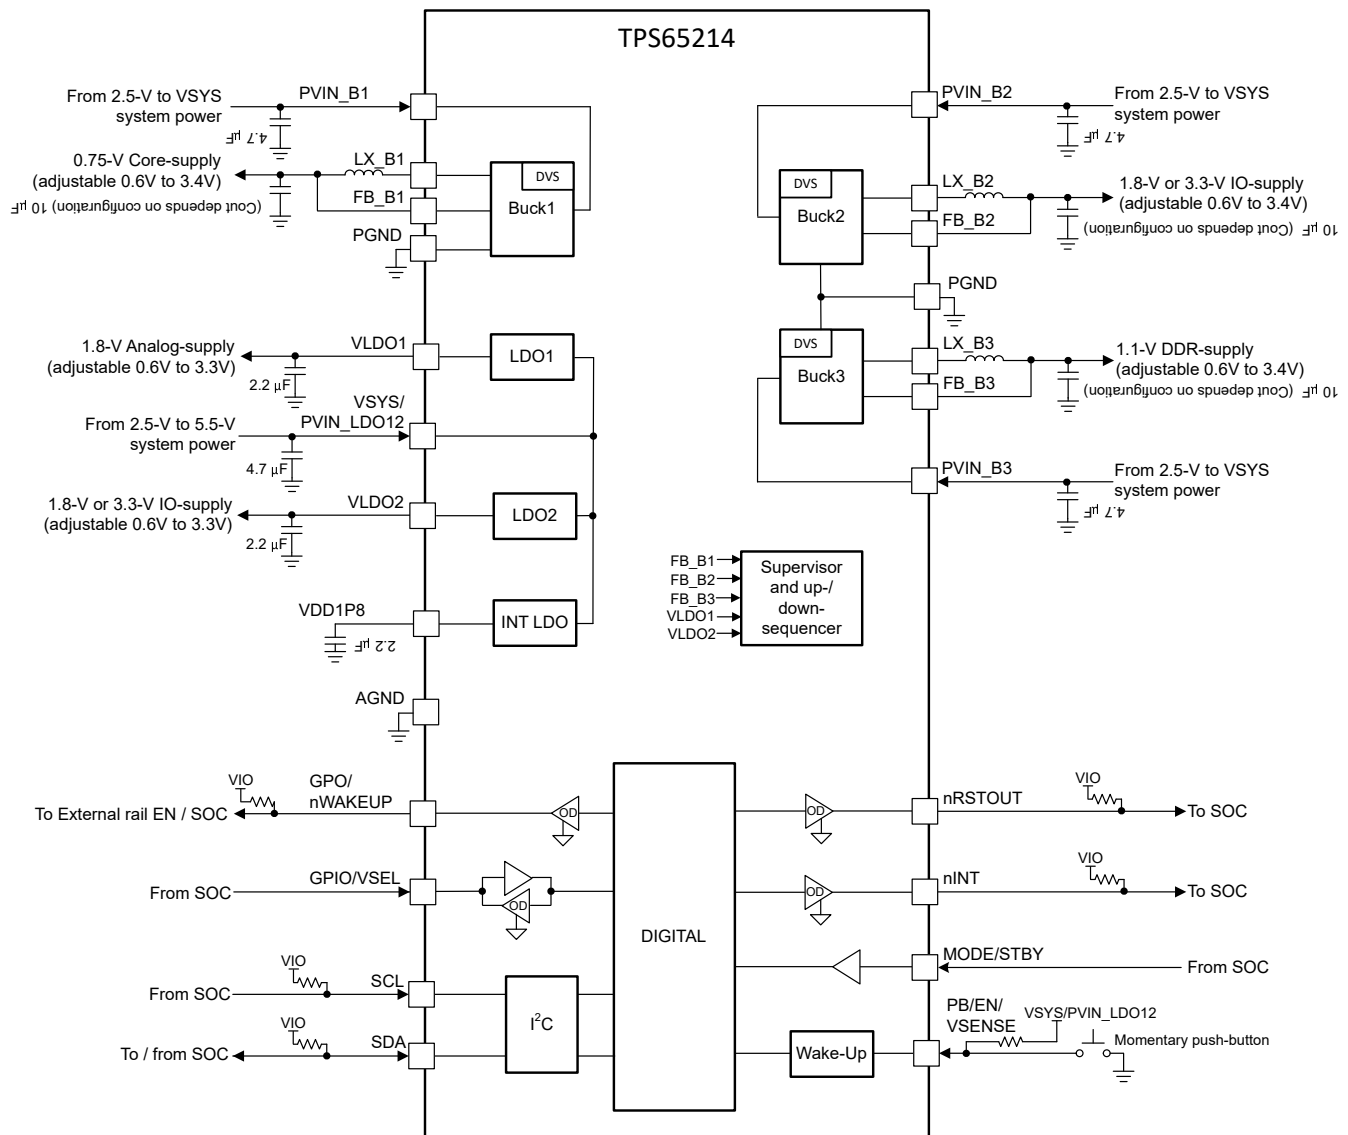 TPS65214
From 2.5-V to VSYS
system power
PVIN_B1
4.7 μF
0.75-V Core-supply
(adjustable 0.6V to 3.4V)
LX_B1
10 μF (Cout depends on configuration)
FB_B1
PGND
DVS
Buck1
PVIN_B2
From 2.5-V to VSYS
system power
4.7 μF
DVS
Buck2
LX_B2
1.8-V or 3.3-V IO-supply
(adjustable 0.6V to 3.4V)
FB_B2
10 μF (Cout depends on configuration)
PGND
VLDO1
1.8-V Analog-supply
(adjustable 0.6V to 3.3V)
2.2 μF
LDO1
DVS
Buck3
LX_B3
1.1-V DDR-supply
(adjustable 0.6V to 3.4V)
FB_B3
10 μF (Cout depends on configuration)
VSYS/
PVIN_LDO12
From 2.5-V to 5.5-V
system power
4.7 μF
PVIN_B3
From 2.5-V to VSYS
system power
4.7 μF
1.8-V or 3.3-V IO-supply
(adjustable 0.6V to 3.3V)
VLDO2
2.2 μF
LDO2
FB_B1
FB_B2
FB_B3
VLDO1
VLDO2
Supervisor
and up-/
down-
sequencer
VDD1P8
2.2 μF
INT LDO
AGND
VIO
GPO/
nWAKEUP
To External rail EN / SOC
OD
DIGITAL
OD
nRSTOUT
VIO
To SOC
From SOC
GPIO/VSEL
OD
OD
nINT
VIO
To SOC
MODE/STBY
From SOC
VIO
From SOC
SCL
VIO
To / from SOC
SDA
I²C
Wake-Up
PB/EN/
VSENSE
VSYS/PVIN_LDO12
Momentary push-button